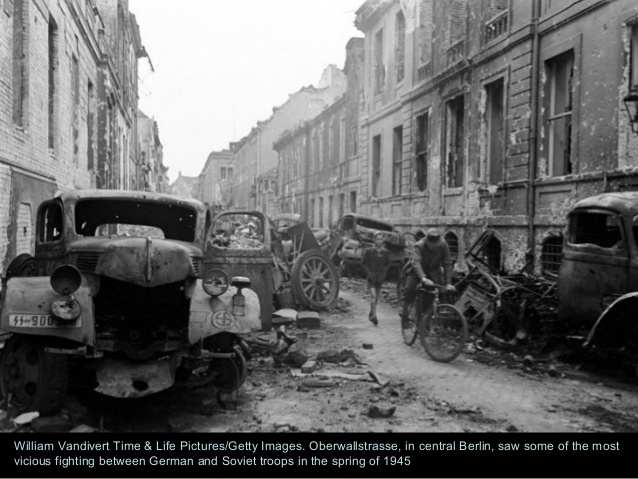 William Vandivert Time & Life Pictures/Getty Images. Oberwallstrasse, in central Berlin, saw some of the most
vicious fighting between German and Soviet troops in the spring of 1945